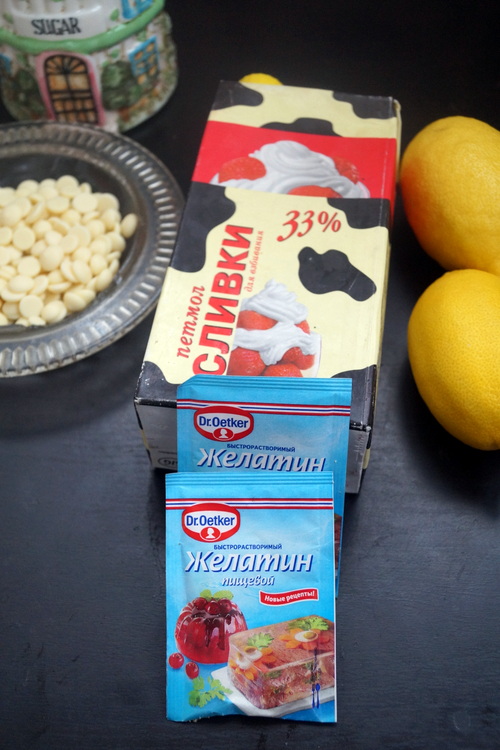 SUGAR
33%
петмол
СЛИВКИ
для взбивания
Dr.Oetker
БЫСТРОРАСТВОРИМЫЙ
Желатин
Dr.Oetker
БЫСТРОРАСТВОРИМЫЙ
Желатин
пищевой
Новые рецепты!